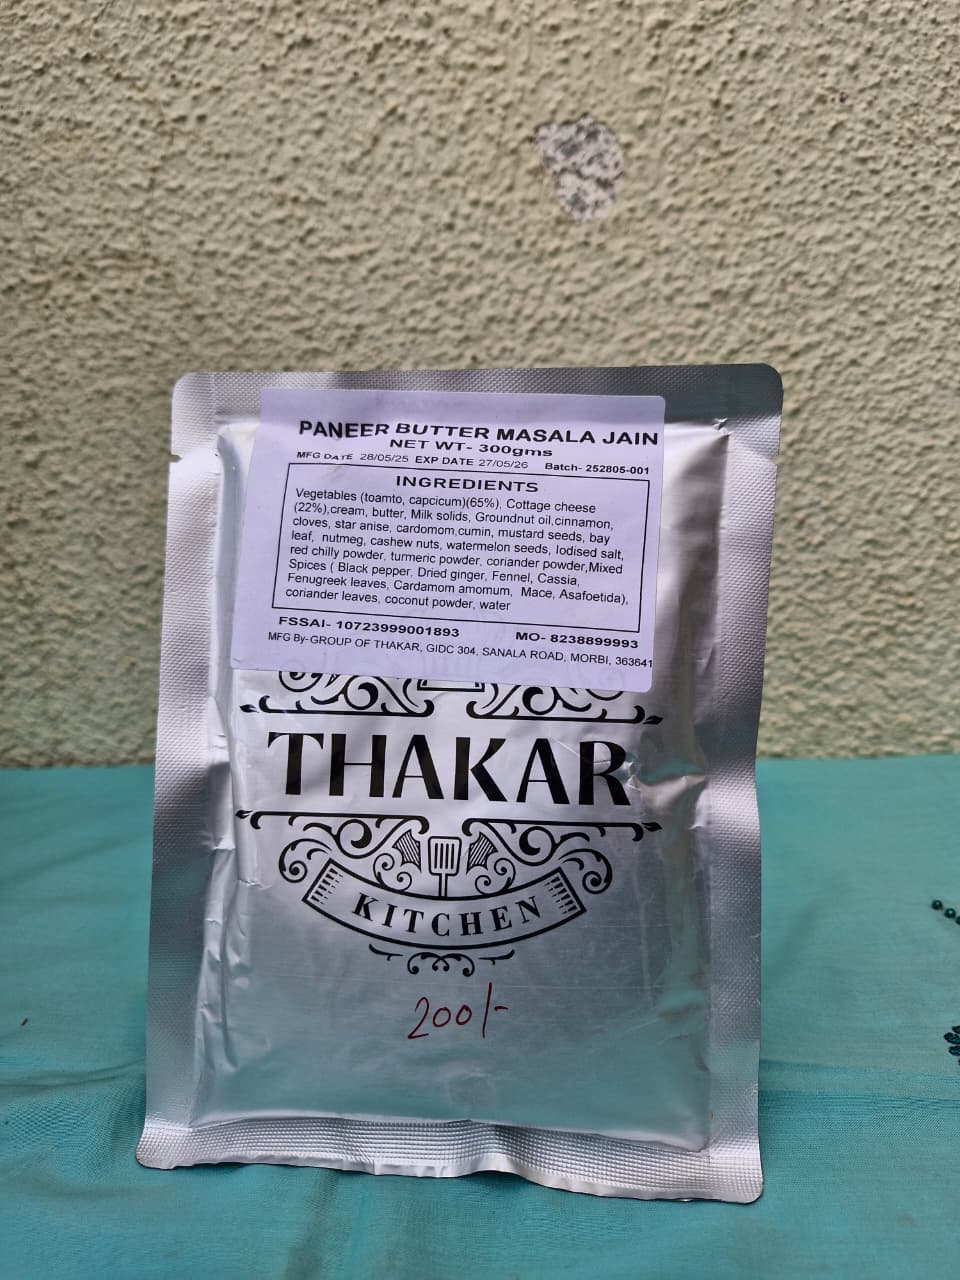 PANEER BUTTER MASALA JAIN
NET WT- 300gms
MFG DATE 28/05/25 EXP DATE 27/05/26 Batch- 252805-001
INGREDIENTS
Vegetables (toamto, capcicum)(65%), Cottage cheese
(22%),cream, butter, Milk solids, Groundnut oil,cinnamon,
cloves, star anise, cardomom,cumin, mustard seeds, bay
leaf, nutmeg, cashew nuts, watermelon seeds, Iodised salt,
red chilly powder, turmeric powder, coriander powder,Mixed
Spices ( Black pepper, Dried ginger, Fennel, Cassia,
Fenugreek leaves, Cardamom amomum, Mace, Asafoetida),
coriander leaves, coconut powder, water
FSSAI- 10723999001893 MO- 8238899993
MFG By- GROUP OF THAKAR, GIDC 304, SANALA ROAD, MORBI, 363641
THAKAR
KITCHEN
200/-